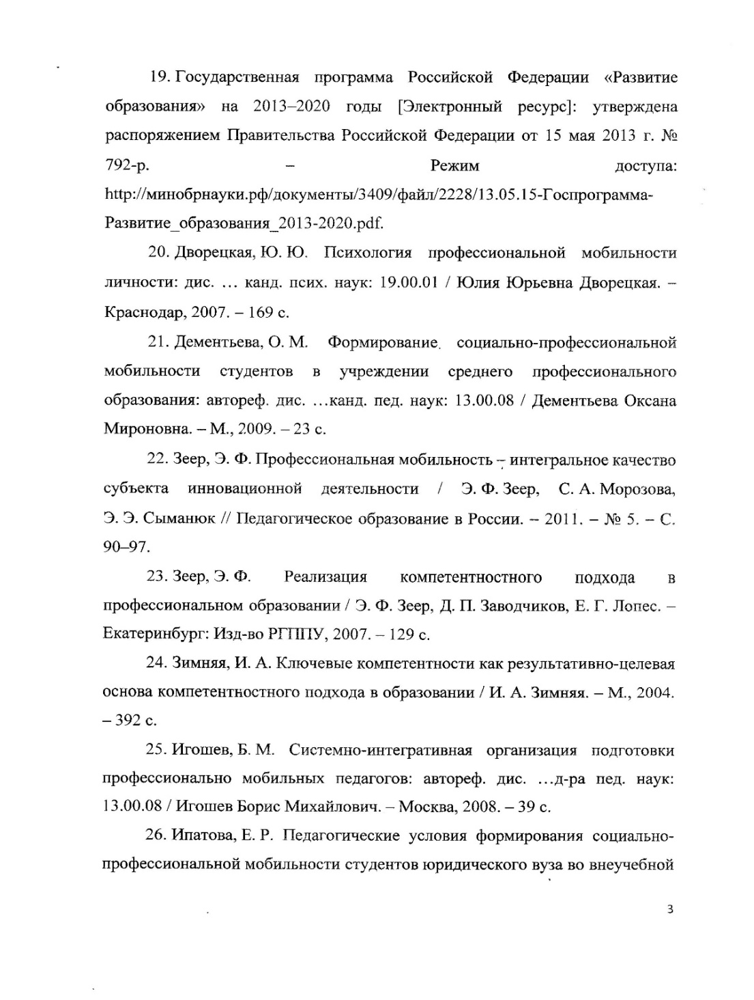 19. Государственная программа Российской Федерации «Развитие
образования» на 2013–2020 годы [Электронный ресурс]: утверждена
распоряжением Правительства Российской Федерации от 15 мая 2013 г. №
792-р. – Режим доступа:
http://минобрнауки.рф/документы/3409/файл/2228/13.05.15-Госпрограмма-
Развитие_образования_2013-2020.pdf.
20. Дворецкая, Ю. Ю. Психология профессиональной мобильности
личности: дис. … канд. псих. наук: 19.00.01 / Юлия Юрьевна Дворецкая. –
Краснодар, 2007. – 169 с.
21. Дементьева, О. М. Формирование социально-профессиональной
мобильности студентов в учреждении среднего профессионального
образования: автореф. дис. …канд. пед. наук: 13.00.08 / Дементьева Оксана
Мироновна. – М., 2009. – 23 с.
22. Зеер, Э. Ф. Профессиональная мобильность – интегральное качество
субъекта инновационной деятельности / Э. Ф. Зеер, С. А. Морозова,
Э. Э. Сыманюк // Педагогическое образование в России. – 2011. – № 5. – С.
90–97.
23. Зеер, Э. Ф. Реализация компетентностного подхода в
профессиональном образовании / Э. Ф. Зеер, Д. П. Заводчиков, Е. Г. Лопес. –
Екатеринбург: Изд-во РГППУ, 2007. – 129 с.
24. Зимняя, И. А. Ключевые компетентности как результативно-целевая
основа компетентностного подхода в образовании / И. А. Зимняя. – М., 2004.
– 392 с.
25. Игошев, Б. М. Системно-интегративная организация подготовки
профессионально мобильных педагогов: автореф. дис. …д-ра пед. наук:
13.00.08 / Игошев Борис Михайлович. – Москва, 2008. – 39 с.
26. Ипатова, Е. Р. Педагогические условия формирования социально-
профессиональной мобильности студентов юридического вуза во внеучебной
3